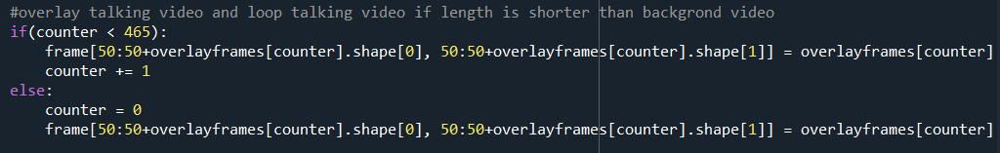 #overlay talking video and loop talking video if length is shorter than backgrond video
if(counter < 465):
    frame[50:50+overlayframes[counter].shape[0], 50:50+overlayframes[counter].shape[1]] = overlayframes[counter]
    counter += 1
else:
    counter = 0
    frame[50:50+overlayframes[counter].shape[0], 50:50+overlayframes[counter].shape[1]] = overlayframes[counter]